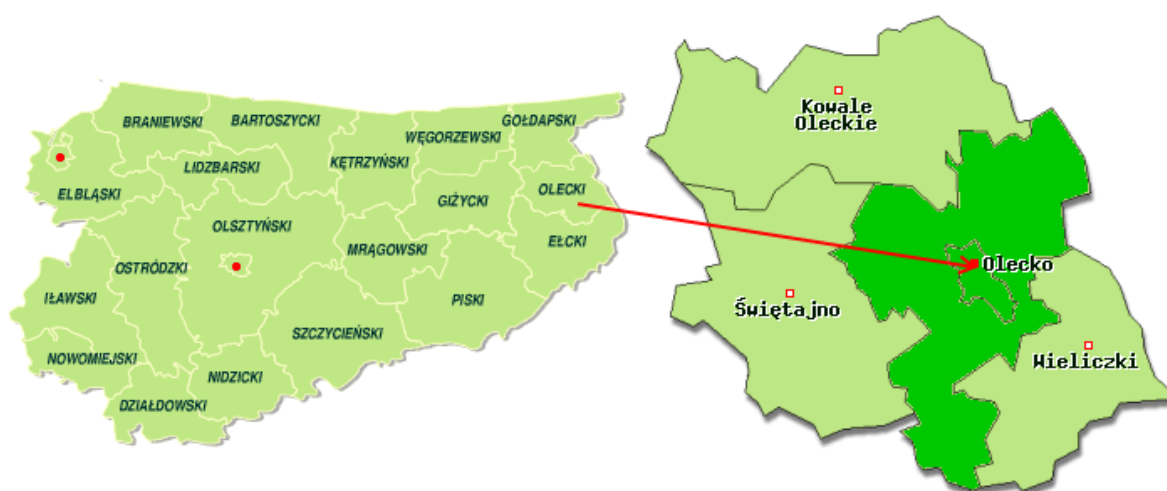 BRANIEWSKI
BARTOSZYCKI
GOŁDAPSKI
WĘGORZEWSKI
KĘTRZYŃSKI
LIDZBARSKI
ELBLĄSKI
OLECKI
GIŻYCKI
OLSZTYŃSKI
EŁCKI
MRĄGOWSKI
OSTRÓDZKI
IŁAWSKI
PISKI
SZCZYCIEŃSKI
NOWOMIEJSKI
NIDZICKI
DZIAŁDOWSKI
Kowale
Oleckie
Olecko
Świętajno
Wieliczki